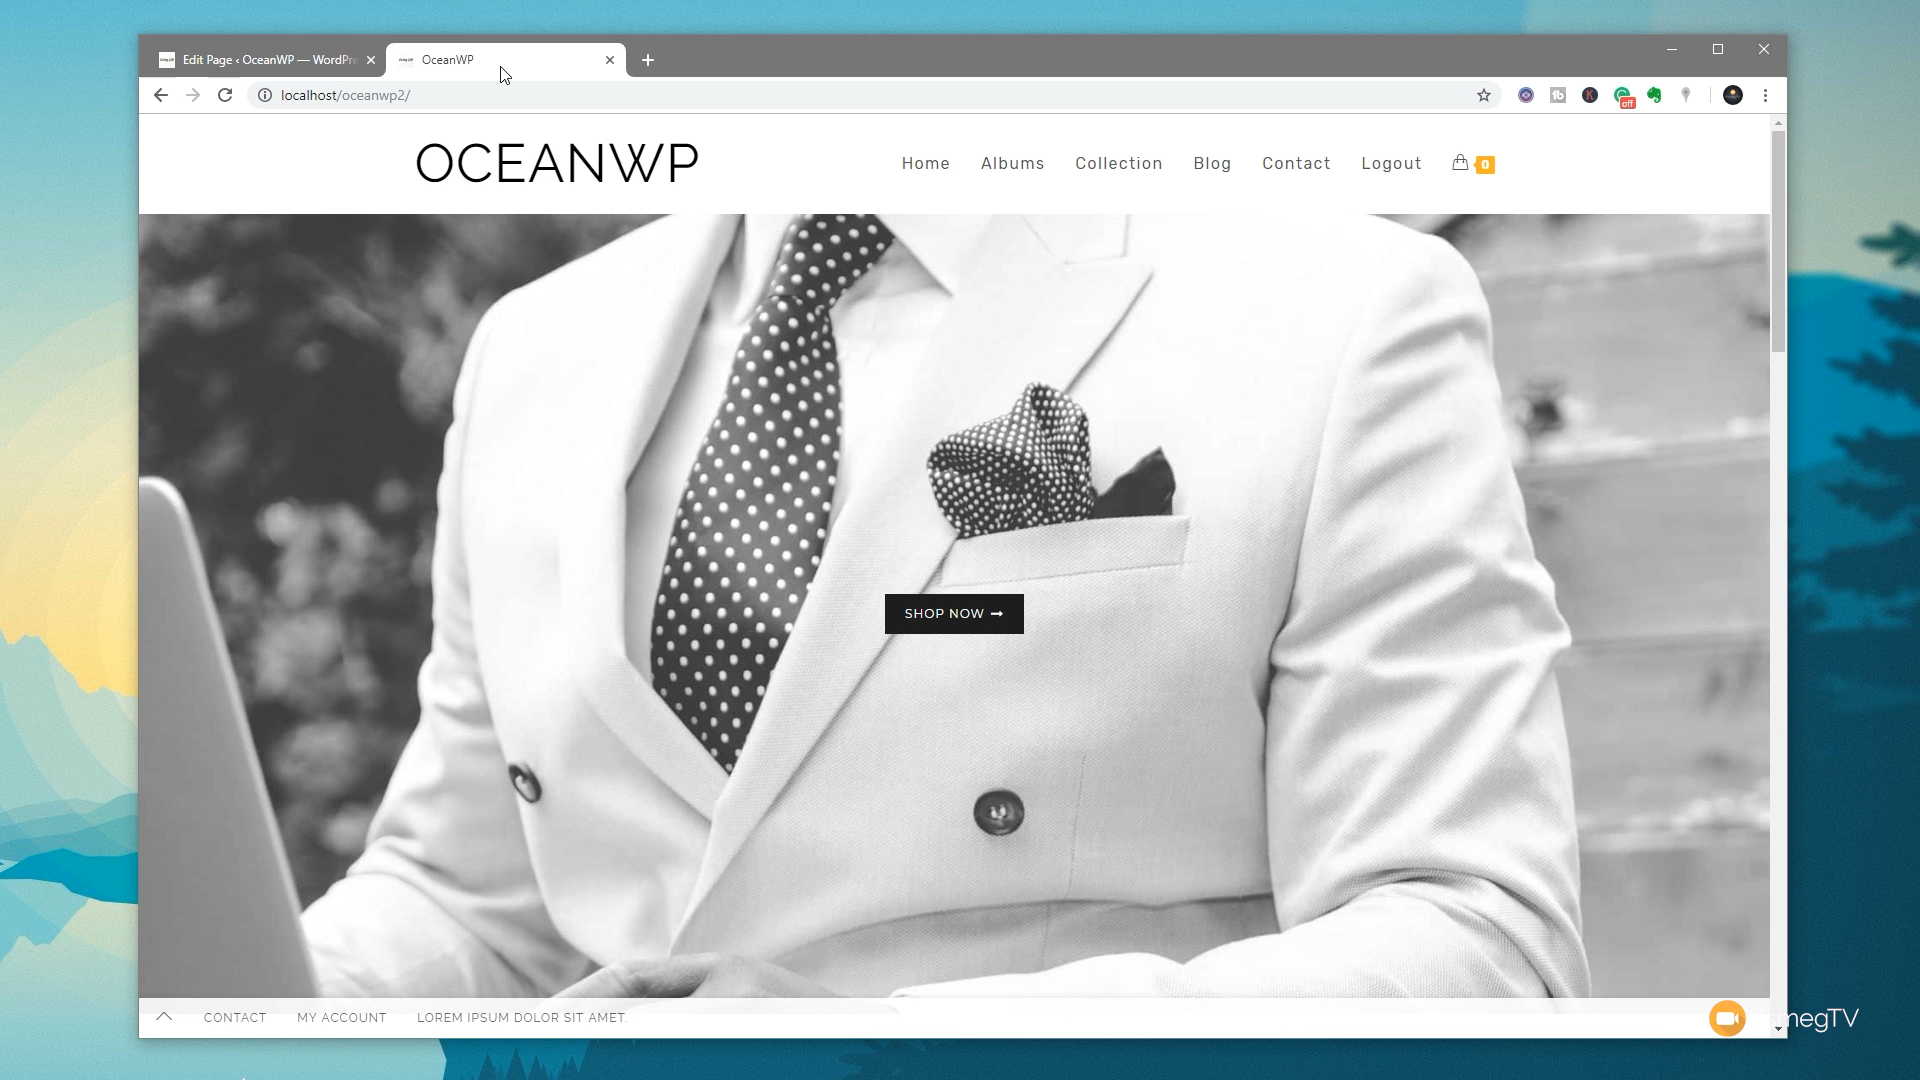 Edit Page ‹ OceanWP — WordPr
OceanWP
localhost/oceanwp2/
off
OCEANWP
Home
Albums
Collection
Blog
Contact
Logout
0
SHOP NOW
CONTACT
MY ACCOUNT
LOREM IPSUM DOLOR SIT AMET.
megTV